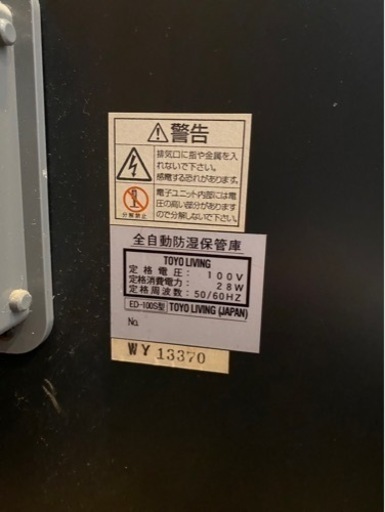 警告
排気口に指や金属を入
れないで下さい。
感電する恐れがあります。
電子ユニット内部には電
圧の高い部分があります
ので分解しないで下さい。
分解禁止
全自動防湿保管庫
TOYO LIVING
定格電圧: 100V
定格消費電力: 28W
定格周波数: 50/60HZ
ED-100S型 TOYO LIVING (JAPAN)
No.
WY 13370